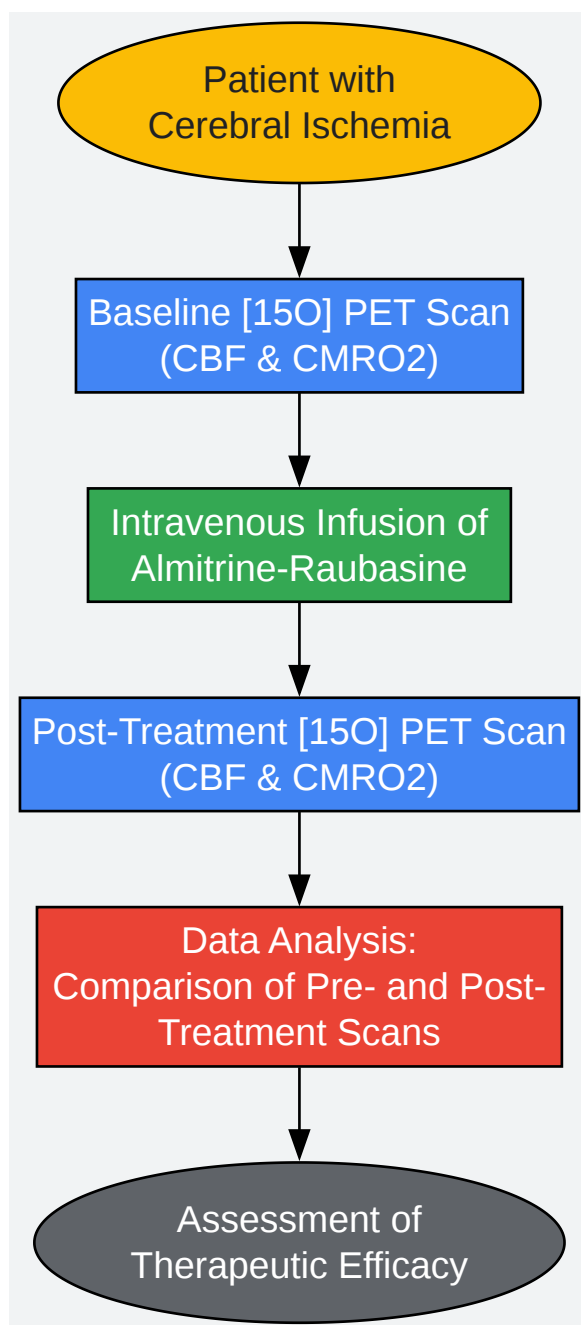 Patient with
Cerebral Ischemia
Baseline [15O] PET Scan
(CBF & CMRO2)
Intravenous Infusion of
Almitrine-Raubasine
Post-Treatment [15O] PET Scan
(CBF & CMRO2)
Data Analysis:
Comparison of Pre- and Post-
Treatment Scans
Assessment of
Therapeutic Efficacy